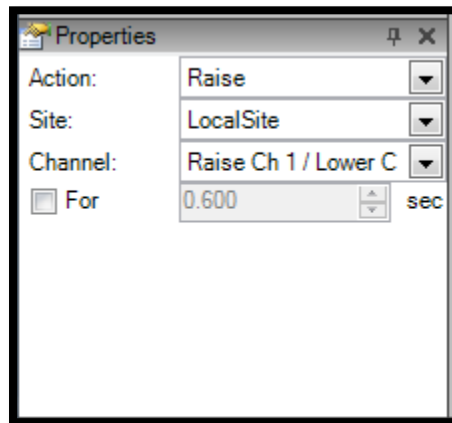 Properties
Action: Raise
Site: LocalSite
Channel: Raise Ch 1 / Lower C
For 0.600 sec